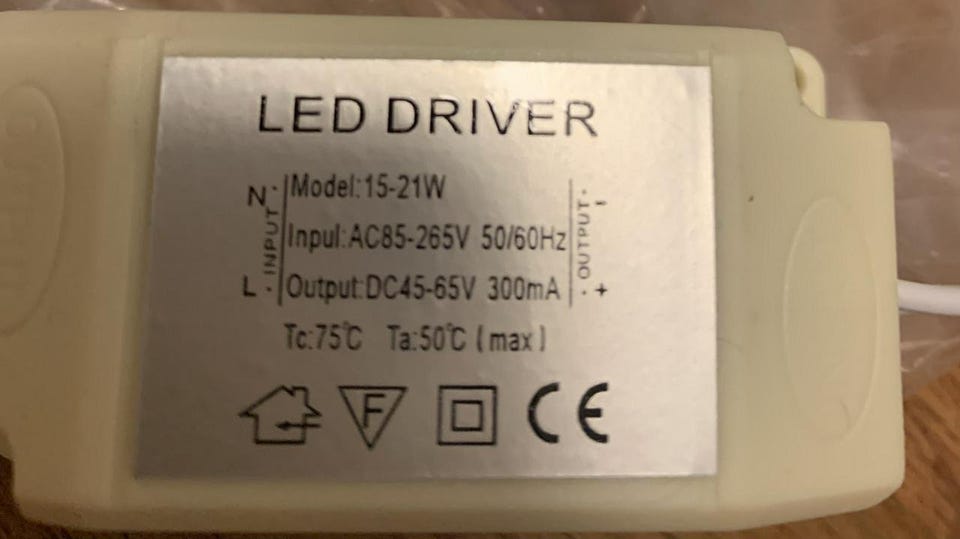 LED DRIVER
N · INPUT · L
Model:15-21W
Inpul:AC85-265V 50/60Hz
Output:DC45-65V 300mA
- · OUTPUT · +
Tc:75℃ Ta:50℃ (max)
F
CE